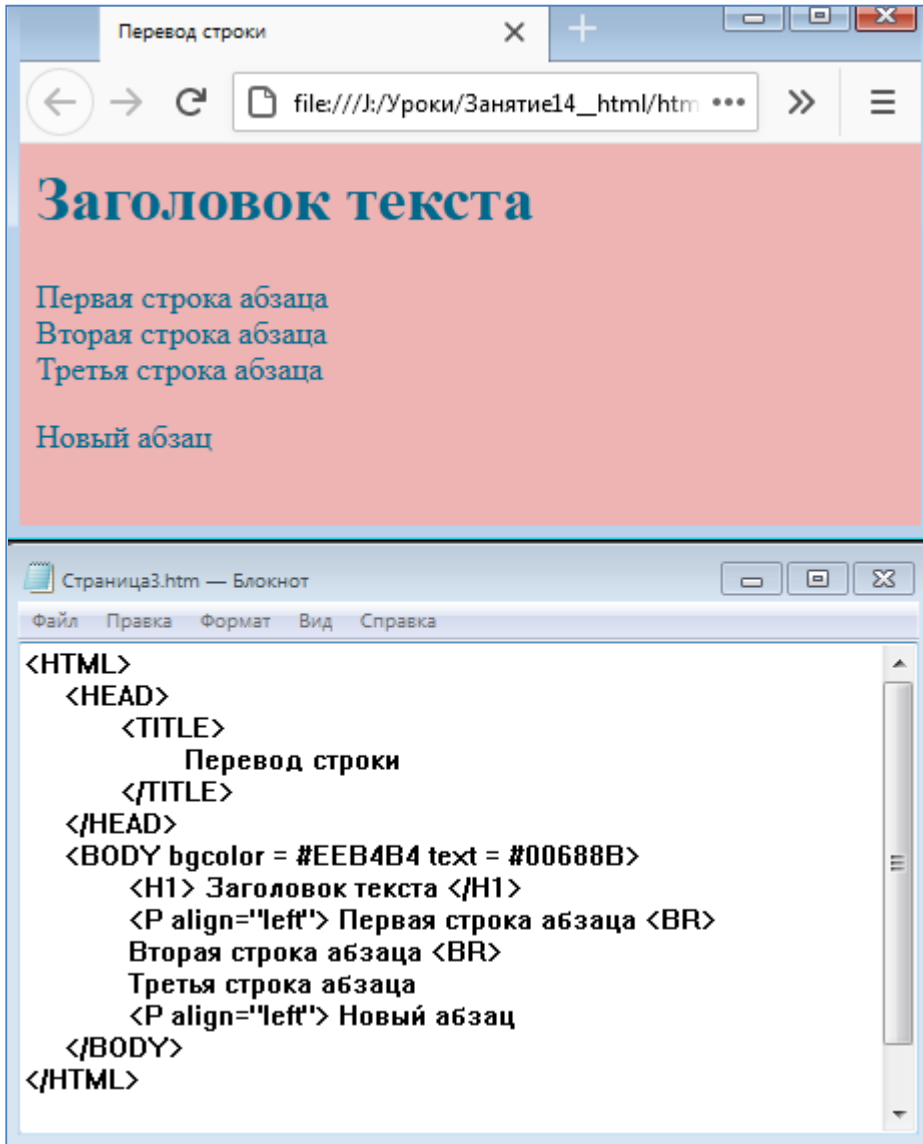 Перевод строки
file:///J:/Уроки/Занятие14_html/htm
Заголовок текста
Первая строка абзаца
Вторая строка абзаца
Третья строка абзаца
Новый абзац
Страница3.htm — Блокнот
Файл Правка Формат Вид Справка
<HTML>
<HEAD>
<TITLE>
Перевод строки
</TITLE>
</HEAD>
<BODY bgcolor = #EEB4B4 text = #00688B>
<H1> Заголовок текста </H1>
<P align="left"> Первая строка абзаца <BR>
Вторая строка абзаца <BR>
Третья строка абзаца
<P align="left"> Новый абзац
</BODY>
</HTML>